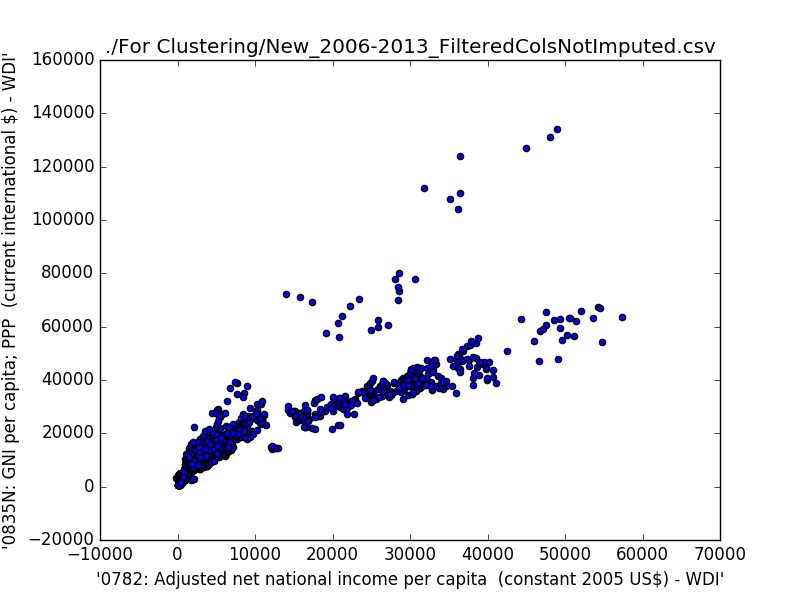 ./For Clustering/New_2006-2013_FilteredColsNotImputed.csv
160000
140000
120000
100000
80000
60000
40000
20000
0
−20000
'0835N: GNI per capita; PPP  (current international $) - WDI'
−10000 0 10000 20000 30000 40000 50000 60000 70000
'0782: Adjusted net national income per capita  (constant 2005 US$) - WDI'